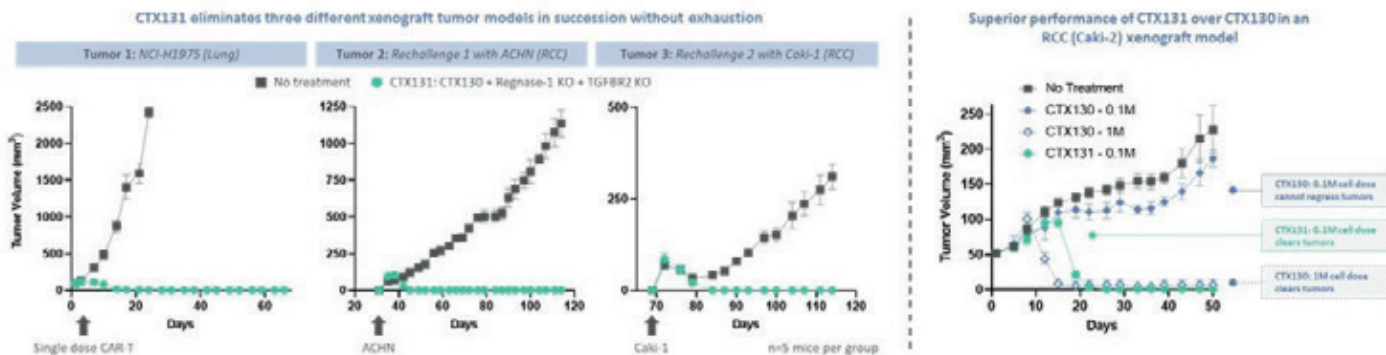 CTX131 eliminates three different xenograft tumor models in succession without exhaustion
Tumor 1: NCI-H1975 (Lung)
Tumor 2: Rechallenge 1 with ACHN (RCC)
Tumor 3: Rechallenge 2 with Caki-1 (RCC)
No treatment
CTX131: CTX130 + Regnase-1 KO + TGFBR2 KO
Tumor Volume (mm³)
2500
2000
1500
1000
500
0
0 20 40 60
Days
Single dose CAR-T
1250
1000
750
500
250
0
20 40 60 80 100 120
Days
ACHN
500
250
0
70 80 90 100 110 120
Days
Caki-1
n=5 mice per group
Superior performance of CTX131 over CTX130 in an
RCC (Caki-2) xenograft model
No Treatment
CTX130 - 0.1M
CTX130 - 1M
CTX131 - 0.1M
Tumor Volume (mm³)
250
200
150
100
50
0
0 10 20 30 40 50
Days
CTX130: 0.1M cell dose
cannot regress tumors
CTX131: 0.1M cell dose
clears tumors
CTX130: 1M cell dose
clears tumors